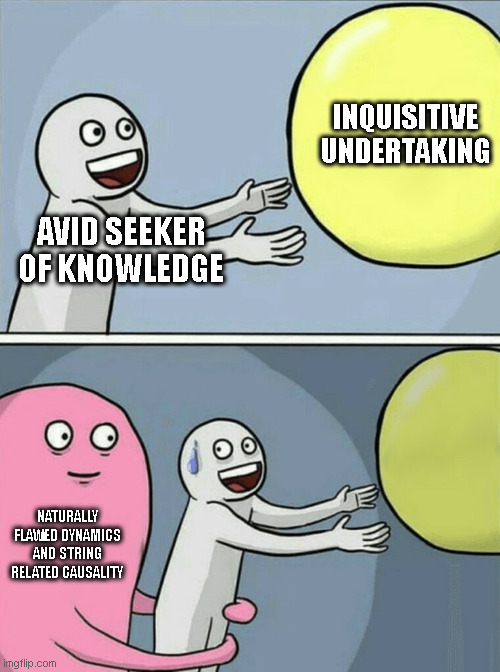 INQUISITIVE
UNDERTAKING
AVID SEEKER
OF KNOWLEDGE
NATURALLY
FLAWED DYNAMICS
AND STRING
RELATED CAUSALITY
imgflip.com